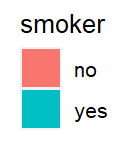 smoker
no
yes